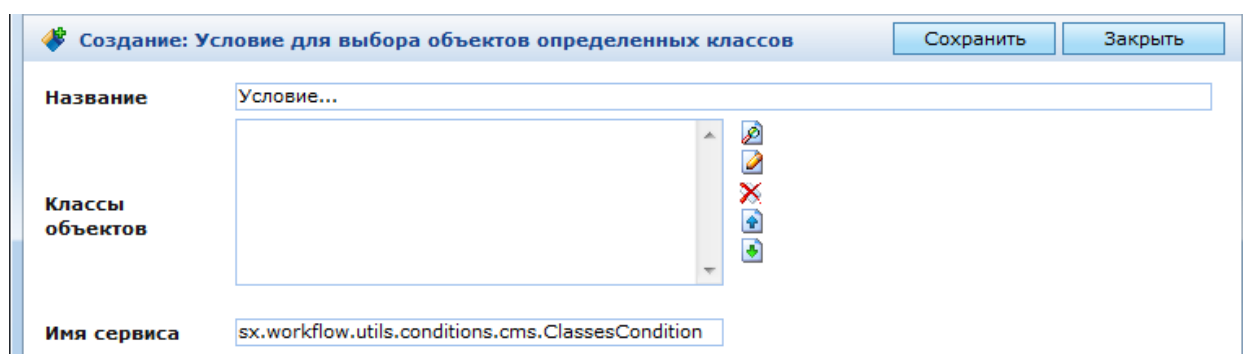 Создание: Условие для выбора объектов определенных классов Сохранить Закрыть
Название Условие...
Классы
объектов
Имя сервиса sx.workflow.utils.conditions.cms.ClassesCondition